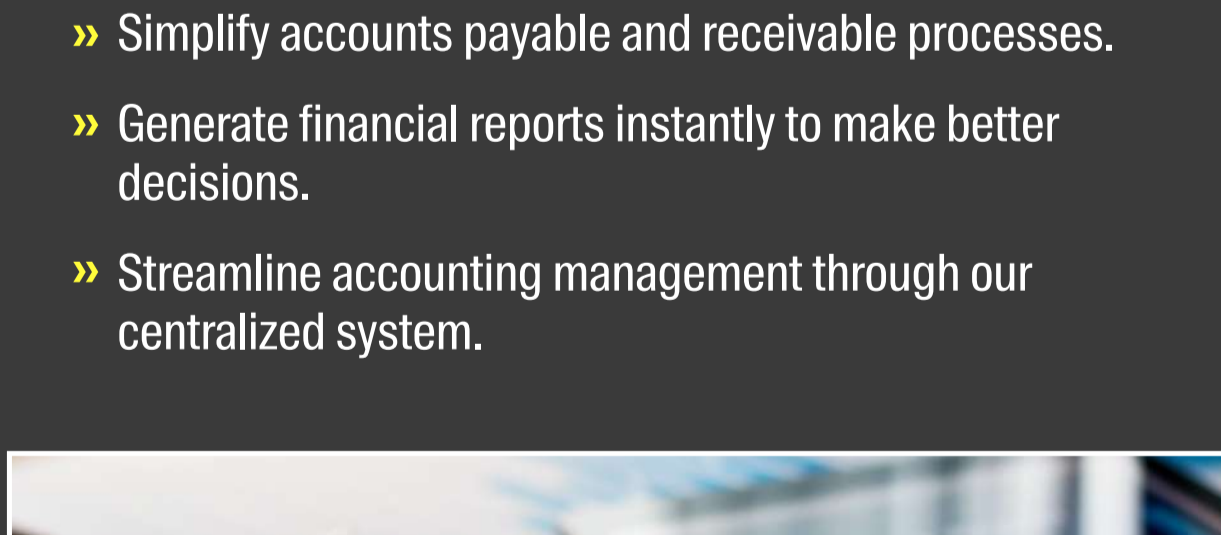 » Simplify accounts payable and receivable processes.
» Generate financial reports instantly to make better
decisions.
» Streamline accounting management through our
centralized system.